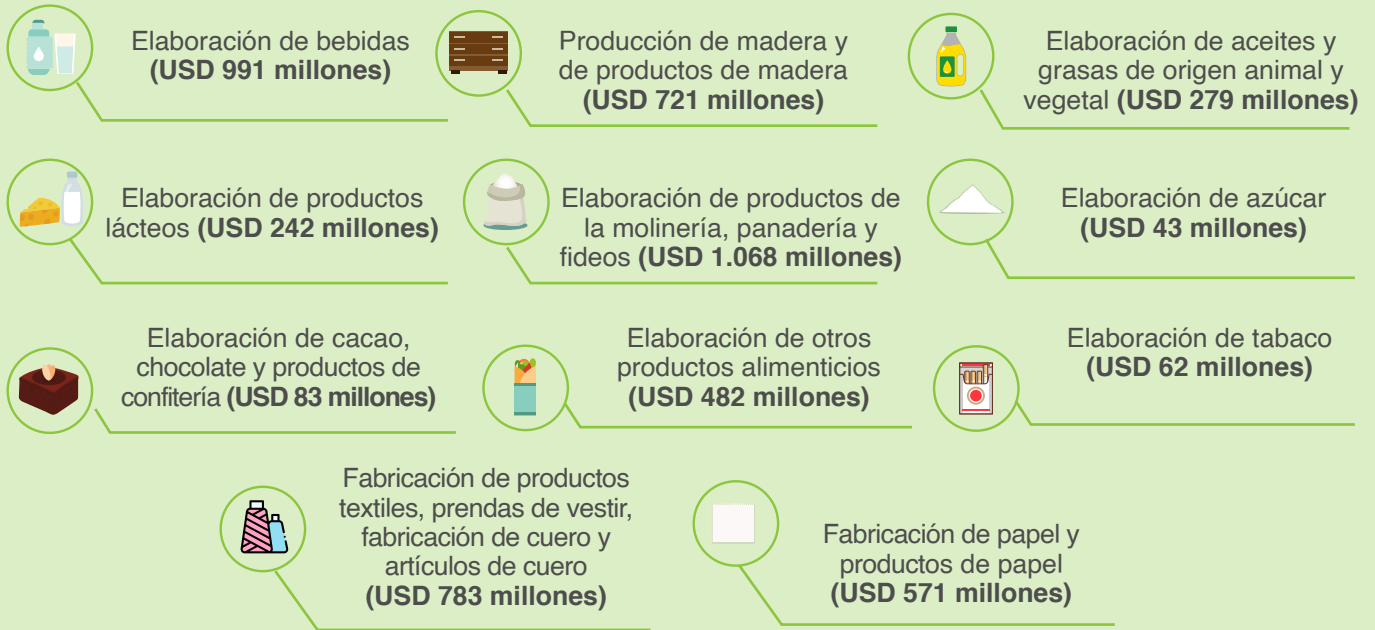 Elaboración de bebidas
(USD 991 millones)
Producción de madera y
de productos de madera
(USD 721 millones)
Elaboración de aceites y
grasas de origen animal y
vegetal (USD 279 millones)
Elaboración de productos
lácteos (USD 242 millones)
Elaboración de productos de
la molinería, panadería y
fideos (USD 1.068 millones)
Elaboración de azúcar
(USD 43 millones)
Elaboración de cacao,
chocolate y productos de
confitería (USD 83 millones)
Elaboración de otros
productos alimenticios
(USD 482 millones)
Elaboración de tabaco
(USD 62 millones)
Fabricación de productos
textiles, prendas de vestir,
fabricación de cuero y
artículos de cuero
(USD 783 millones)
Fabricación de papel y
productos de papel
(USD 571 millones)